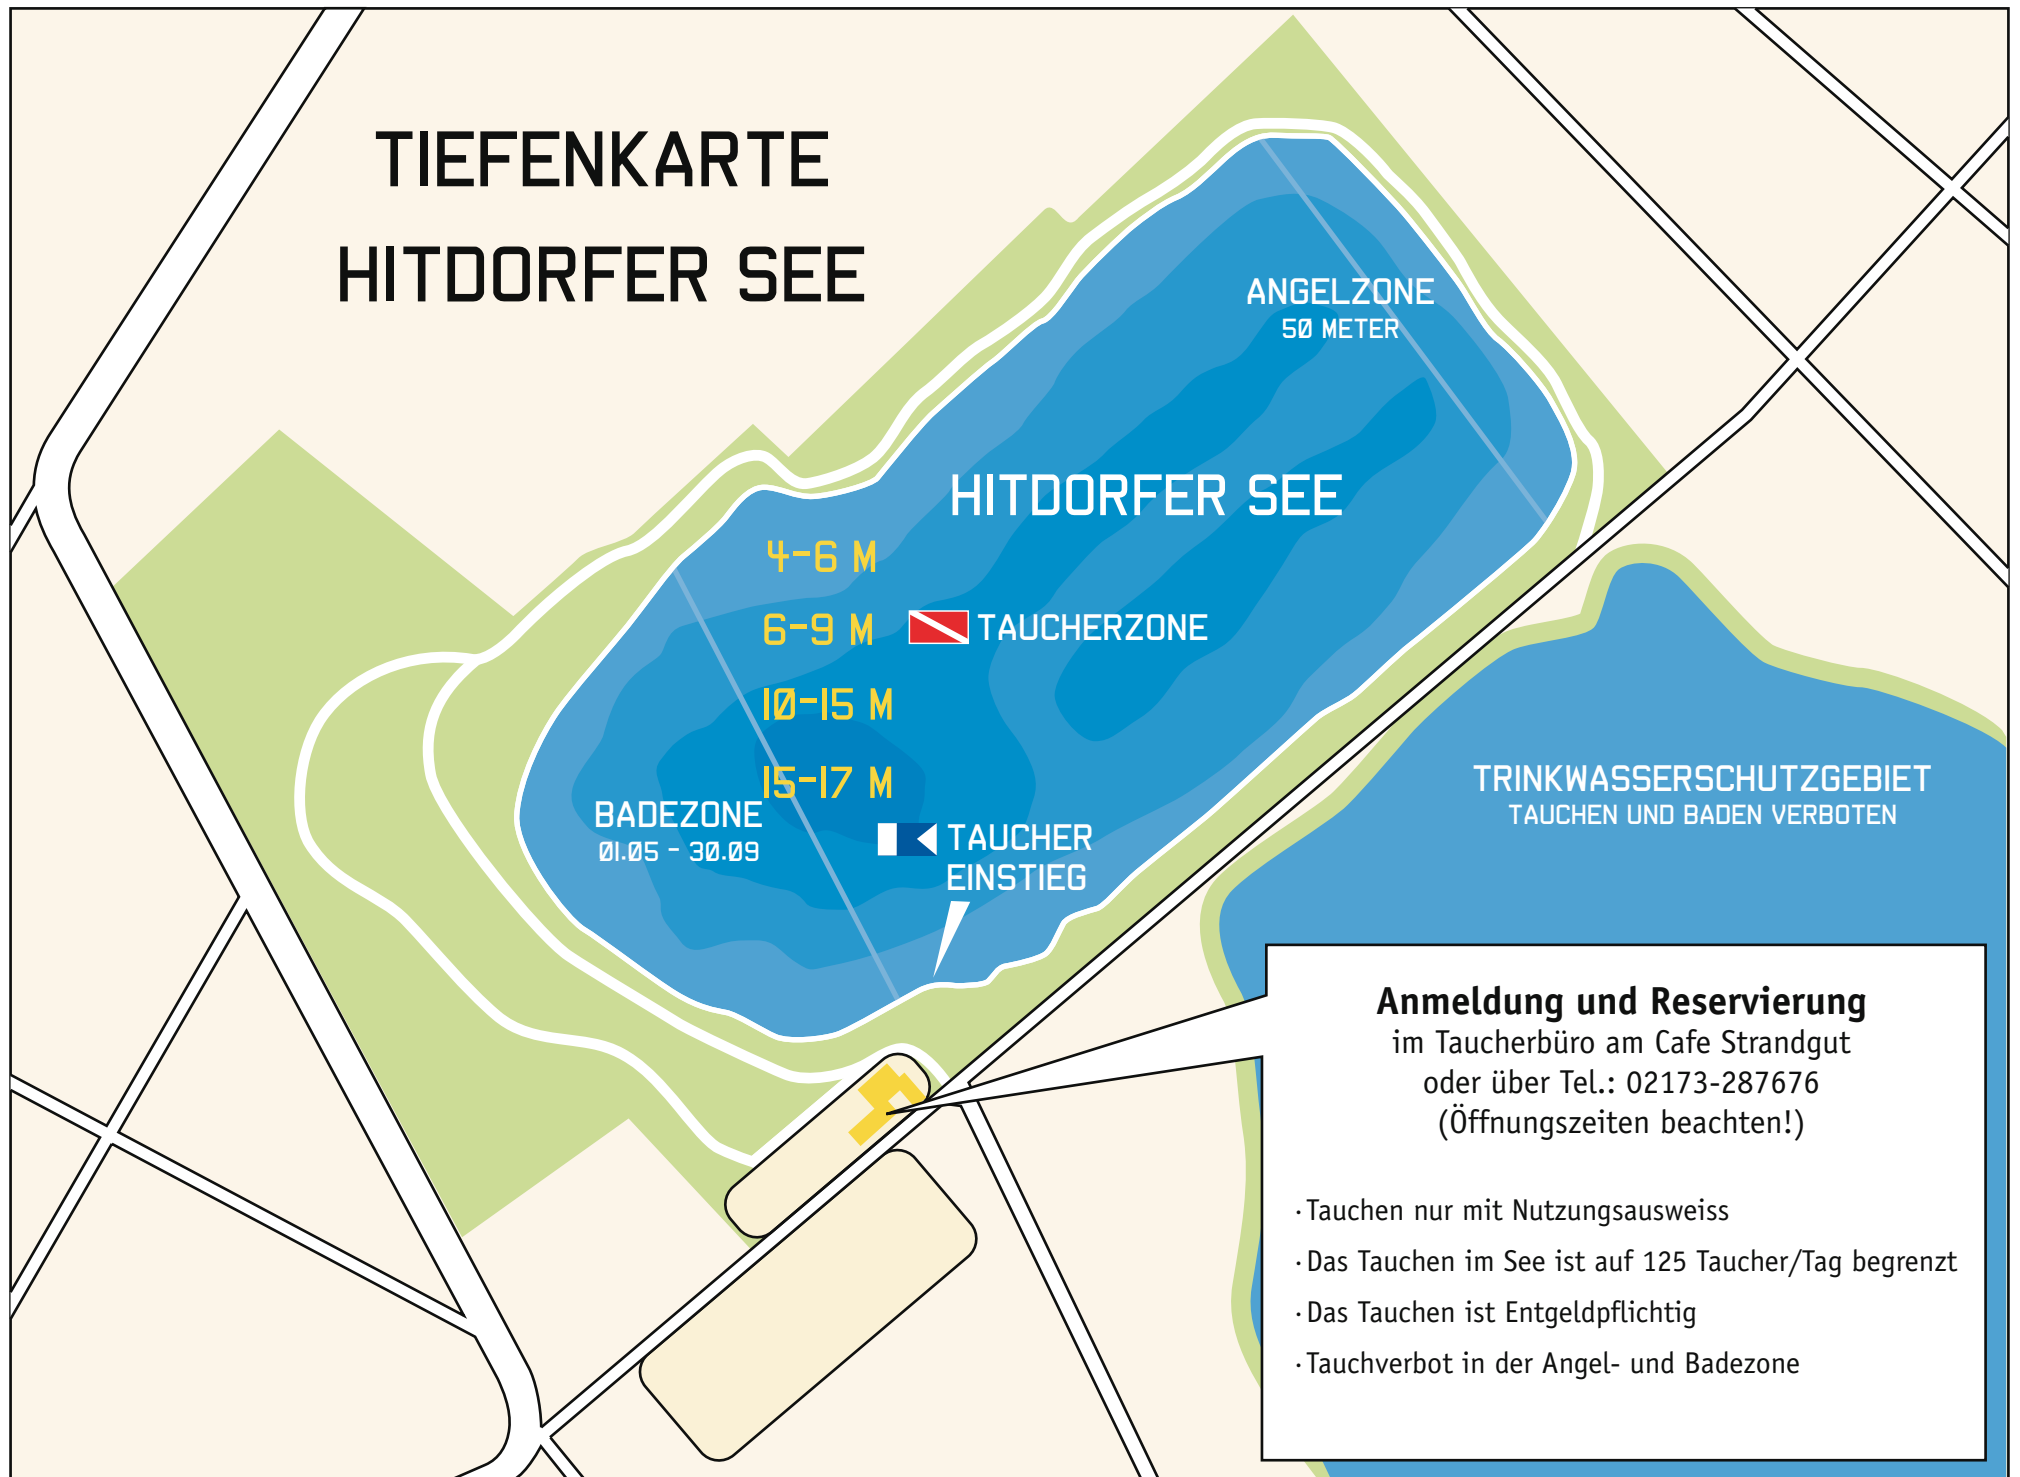 TIEFENKARTE
HITDORFER SEE
ANGELZONE
50 METER
HITDORFER SEE
4-6 M
6-9 M
TAUCHERZONE
10-15 M
15-17 M
BADEZONE
01.05 - 30.09
TAUCHER
EINSTIEG
TRINKWASSERSCHUTZGEBIET
TAUCHEN UND BADEN VERBOTEN
Anmeldung und Reservierung
im Taucherbüro am Cafe Strandgut
oder über Tel.: 02173-287676
(Öffnungszeiten beachten!)
· Tauchen nur mit Nutzungsausweiss
· Das Tauchen im See ist auf 125 Taucher/Tag begrenzt
· Das Tauchen ist Entgeldpflichtig
· Tauchverbot in der Angel- und Badezone